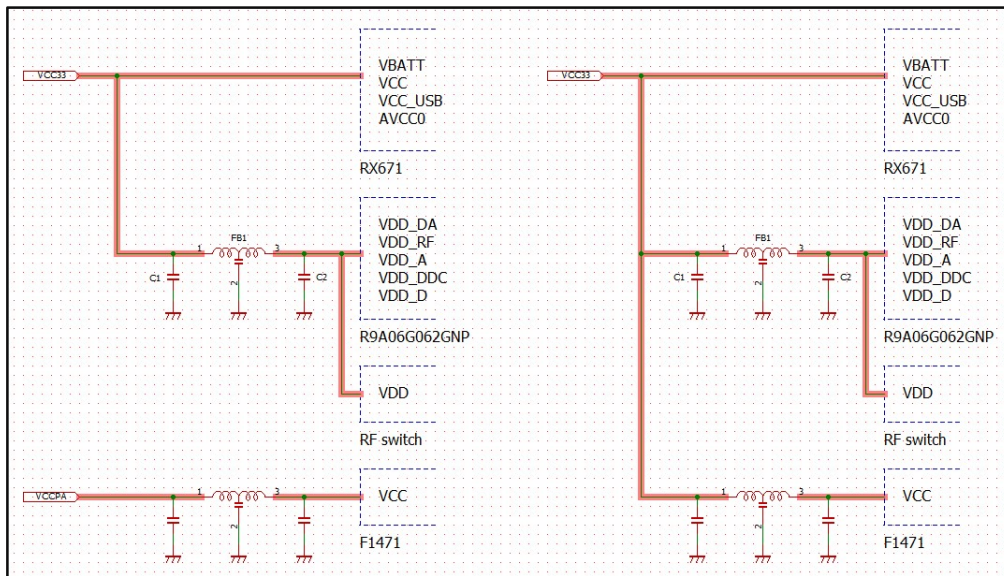 VCC33
VBATT
VCC
VCC_USB
AVCC0
RX671
1
FB1
3
2
C1
C2
VDD_DA
VDD_RF
VDD_A
VDD_DDC
VDD_D
R9A06G062GNP
VDD
RF switch
VCCPA
1
3
2
VCC
F1471
VCC33
VBATT
VCC
VCC_USB
AVCC0
RX671
1
FB1
3
2
C1
C2
VDD_DA
VDD_RF
VDD_A
VDD_DDC
VDD_D
R9A06G062GNP
VDD
RF switch
1
3
2
VCC
F1471